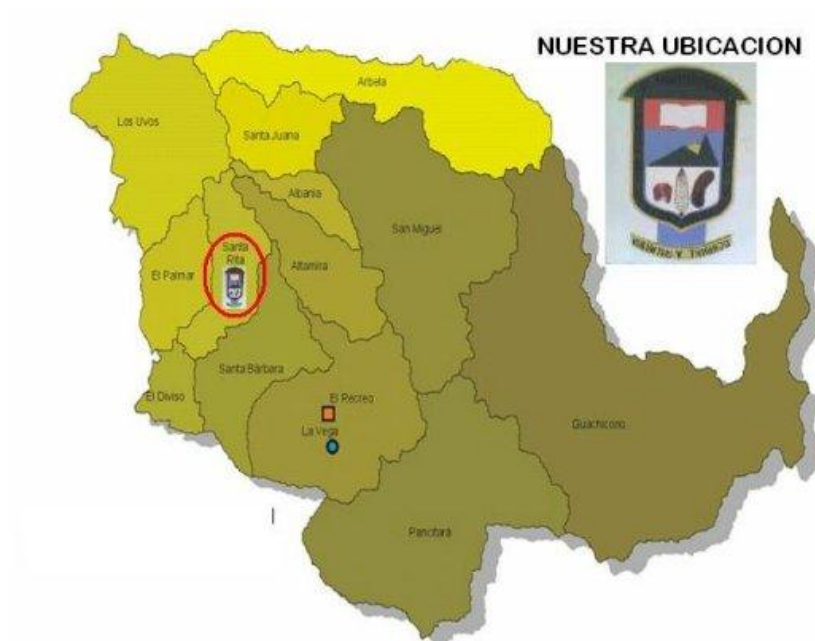 NUESTRA UBICACION
Arbela
Los Uvos
Santa Juana
Albania
San Miguel
Santa
Rita
El Palmar
Altamira
Santa Bárbara
El Diviso
El Recreo
La Vega
Guachicono
Pancitará